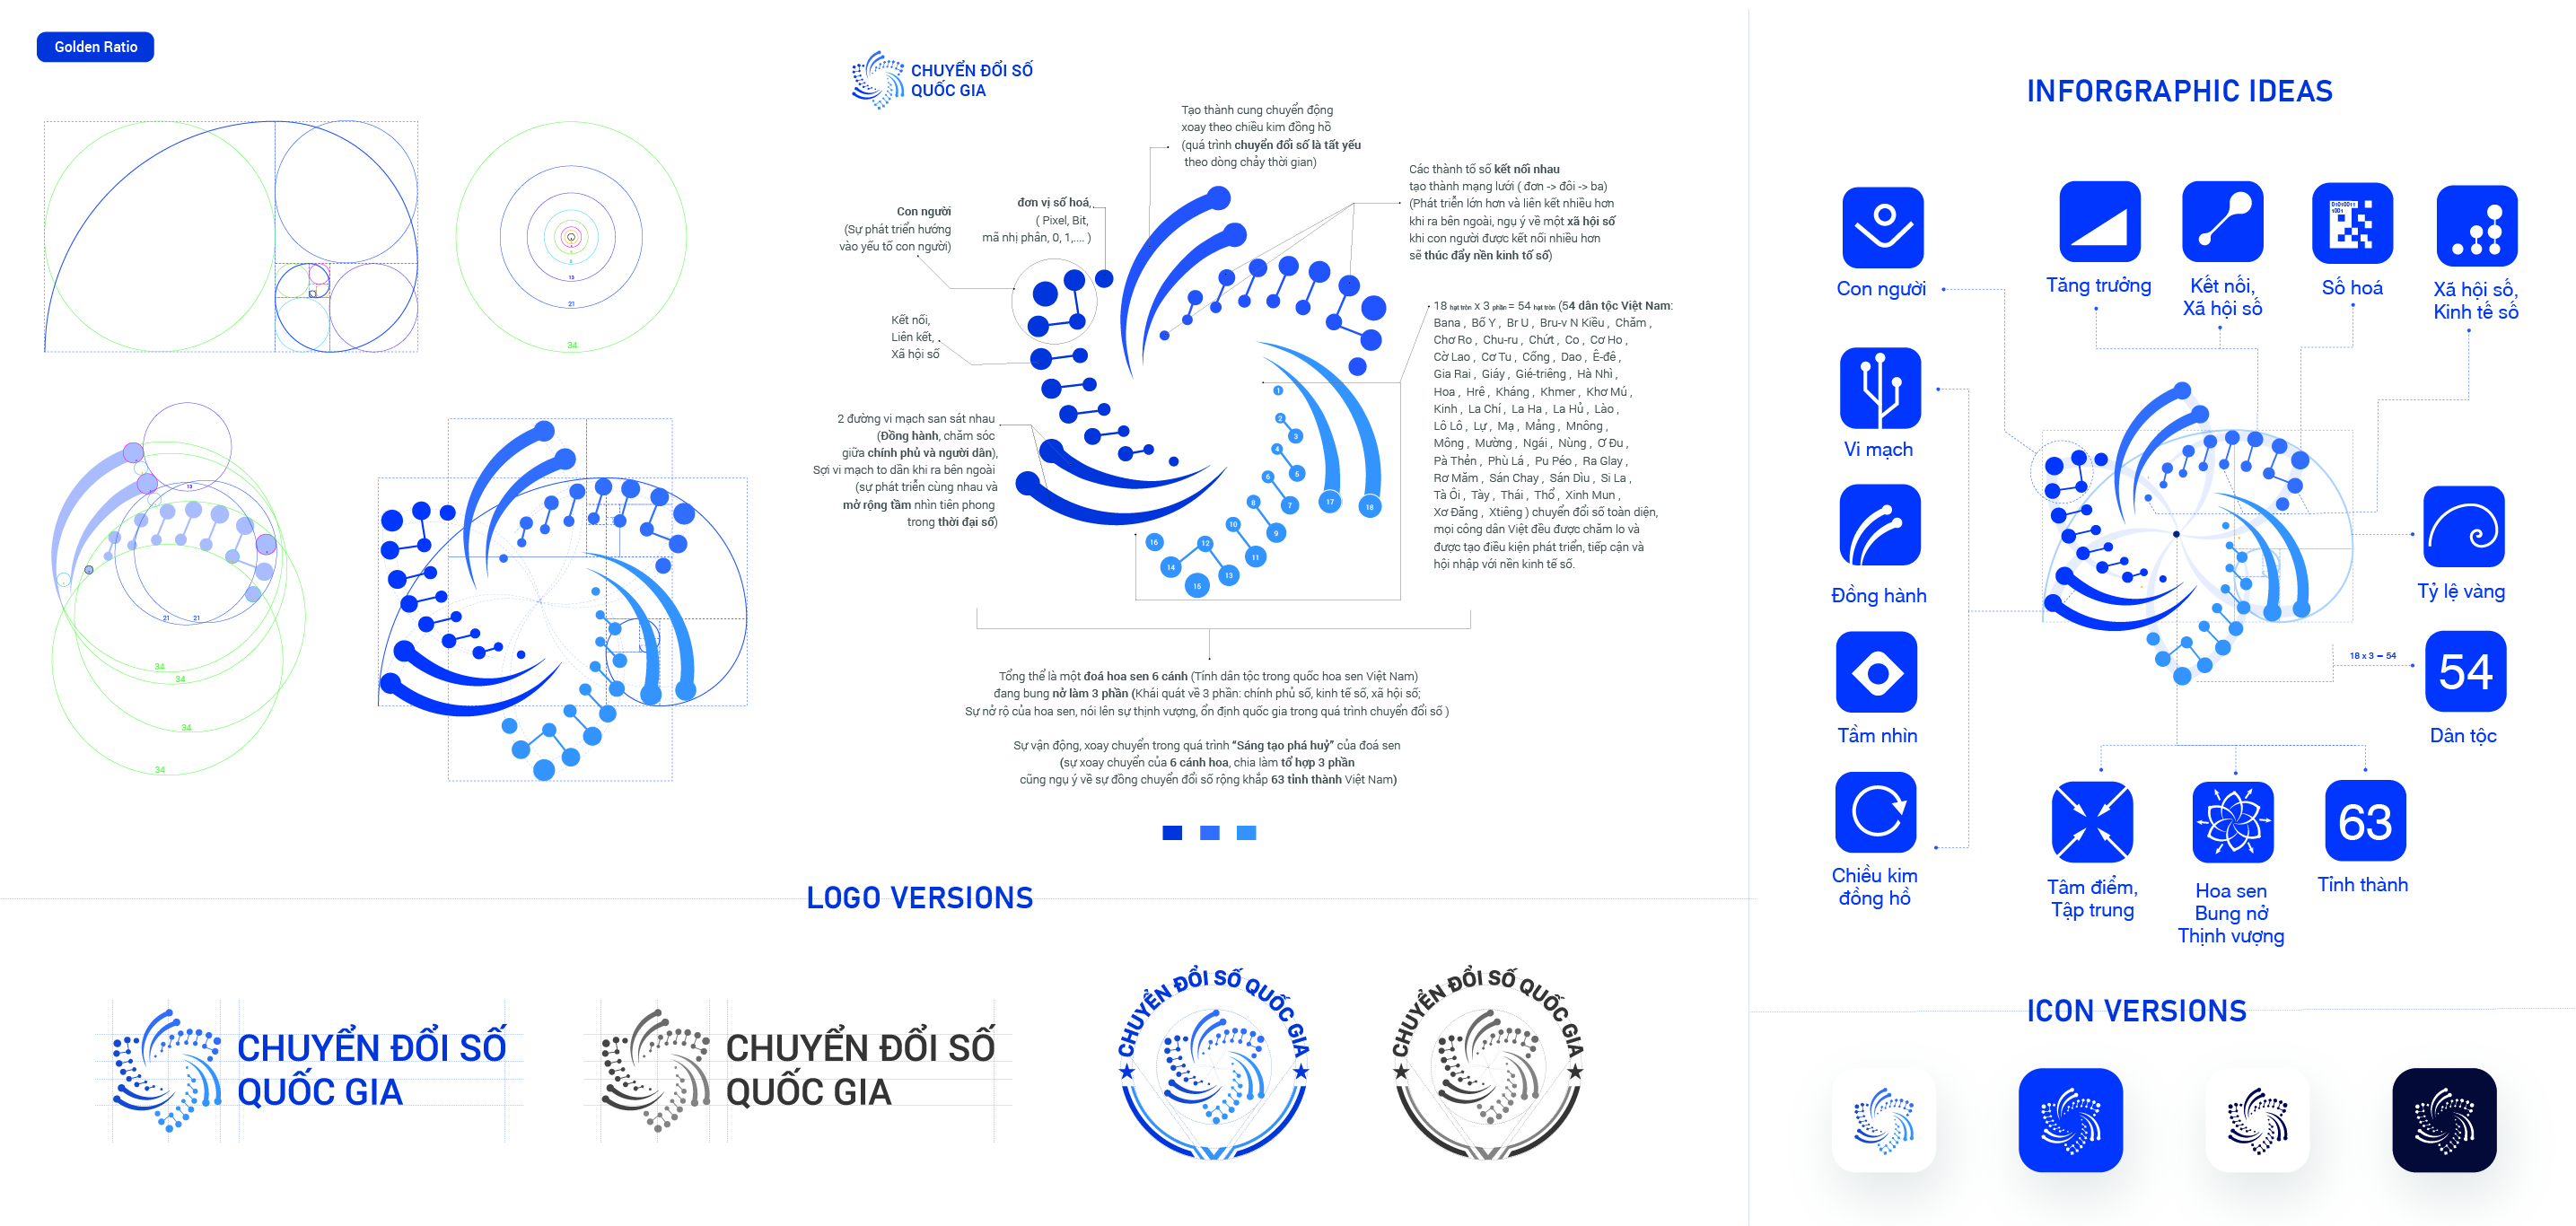 Golden Ratio
34
21
13
13
21
21
34
34
34
34
CHUYỂN ĐỔI SỐ
QUỐC GIA
Tạo thành cung chuyển động
xoay theo chiều kim đồng hồ
(quá trình chuyển đổi số là tất yếu
theo dòng chảy thời gian)
Con người
(Sự phát triển hướng
vào yếu tố con người)
đơn vị số hoá,
( Pixel, Bit,
mã nhị phân, 0, 1,.... )
Các thành tố số kết nối nhau
tạo thành mạng lưới ( đơn -> đôi -> ba)
(Phát triển lớn hơn và liên kết nhiều hơn
khi ra bên ngoài, ngụ ý về một xã hội số
khi con người được kết nối nhiều hơn
sẽ thúc đẩy nền kinh tế số)
Kết nối,
Liên kết,
Xã hội số
2 đường vi mạch san sát nhau
(Đồng hành, chăm sóc
giữa chính phủ và người dân),
Sợi vi mạch to dần khi ra bên ngoài
(sự phát triển cùng nhau và
mở rộng tầm nhìn tiên phong
trong thời đại số)
18 hạt tròn x 3 phần = 54 hạt tròn (54 dân tộc Việt Nam:
Bana , Bố Y , Br U , Bru-v N Kiều , Chăm ,
Chơ Ro , Chu-ru , Chứt , Co , Cơ Ho ,
Cờ Lao , Cơ Tu , Cống , Dao , Ê-đê ,
Gia Rai , Giáy , Gié-triêng , Hà Nhì ,
Hoa , Hrê , Kháng , Khmer , Khơ Mú ,
Kinh , La Chí , La Ha , La Hủ , Lào ,
Lô Lô , Lự , Mạ , Mảng , Mnông ,
Mông , Mường , Ngái , Nùng , Ơ Đu ,
Pà Thẻn , Phù Lá , Pu Péo , Ra Glay ,
Rơ Măm , Sán Chay , Sán Dìu , Si La ,
Tà Ôi , Tày , Thái , Thổ , Xinh Mun ,
Xơ Đăng , Xtiêng ) chuyển đổi số toàn diện,
mọi công dân Việt đều được chăm lo và
được tạo điều kiện phát triển, tiếp cận và
hội nhập với nền kinh tế số.
1
2
3
4
6
6
7
8
9
10
11
12
13
14
15
16
17
18
Tổng thể là một đoá hoa sen 6 cánh (Tính dân tộc trong quốc hoa sen Việt Nam)
đang bung nở làm 3 phần (Khái quát về 3 phần: chính phủ số, kinh tế số, xã hội số;
Sự nở rộ của hoa sen, nói lên sự thịnh vượng, ổn định quốc gia trong quá trình chuyển đổi số )
Sự vận động, xoay chuyển trong quá trình “Sáng tạo phá huỷ” của đoá sen
(sự xoay chuyển của 6 cánh hoa, chia làm tổ hợp 3 phần
cũng ngụ ý về sự đồng chuyển đổi số rộng khắp 63 tỉnh thành Việt Nam)
LOGO VERSIONS
CHUYỂN ĐỔI SỐ
QUỐC GIA
CHUYỂN ĐỔI SỐ
QUỐC GIA
CHUYỂN ĐỔI SỐ QUỐC GIA
CHUYỂN ĐỔI SỐ QUỐC GIA
INFORGRAPHIC IDEAS
Con người
Tăng trưởng
Kết nối,
Xã hội số
Số hoá
Xã hội số,
Kinh tế số
Vi mạch
Đồng hành
Tầm nhìn
Chiều kim
đồng hồ
Tỷ lệ vàng
18 x 3 = 54
54
Dân tộc
Tâm điểm,
Tập trung
Hoa sen
Bung nở
Thịnh vượng
63
Tỉnh thành
ICON VERSIONS